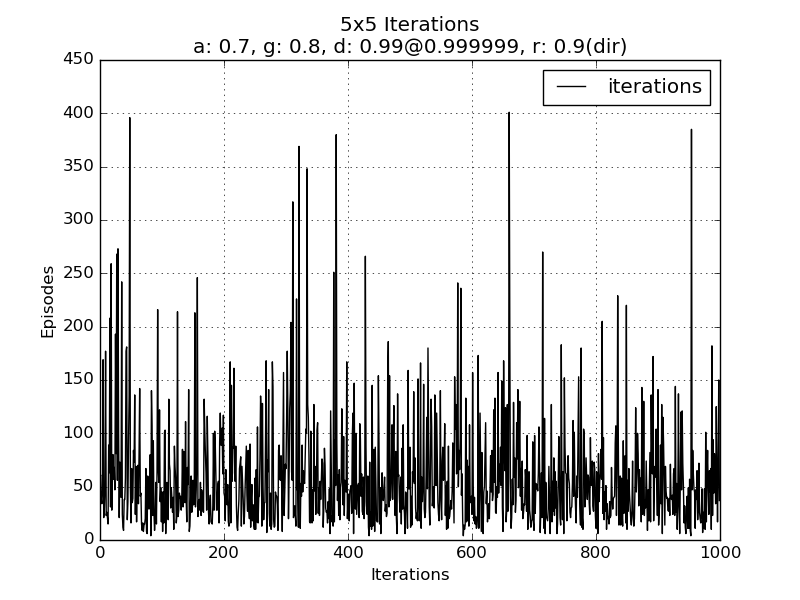 5x5 Iterations
a: 0.7, g: 0.8, d: 0.99@0.999999, r: 0.9(dir)
iterations
Episodes
450
400
350
300
250
200
150
100
50
0
0 200 400 600 800 1000
Iterations